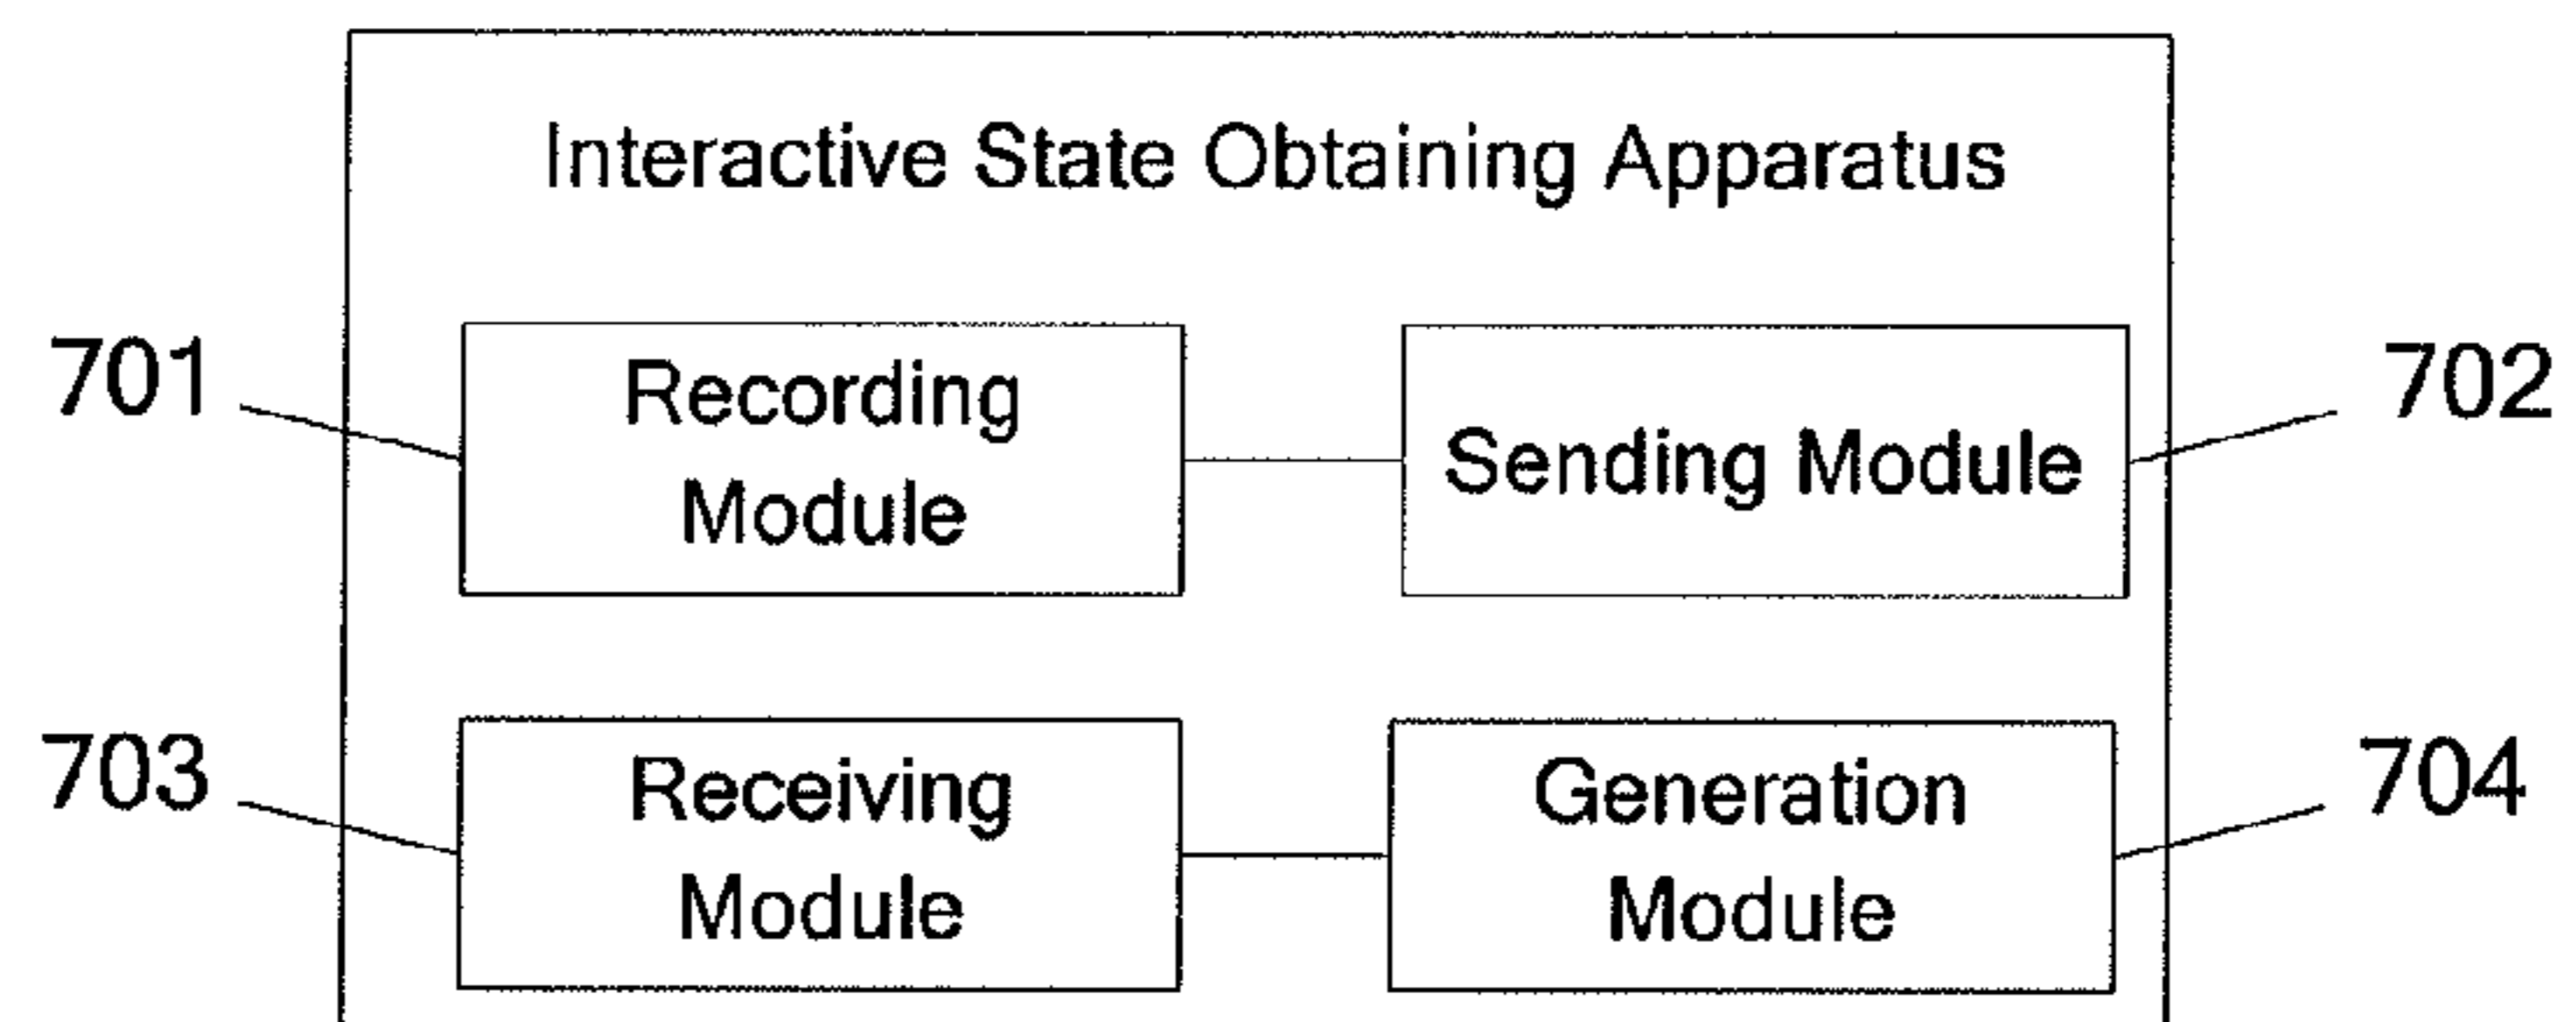 Interactive State Obtaining Apparatus
701
Recording
Module
Sending Module
702
703
Receiving
Module
Generation
Module
704